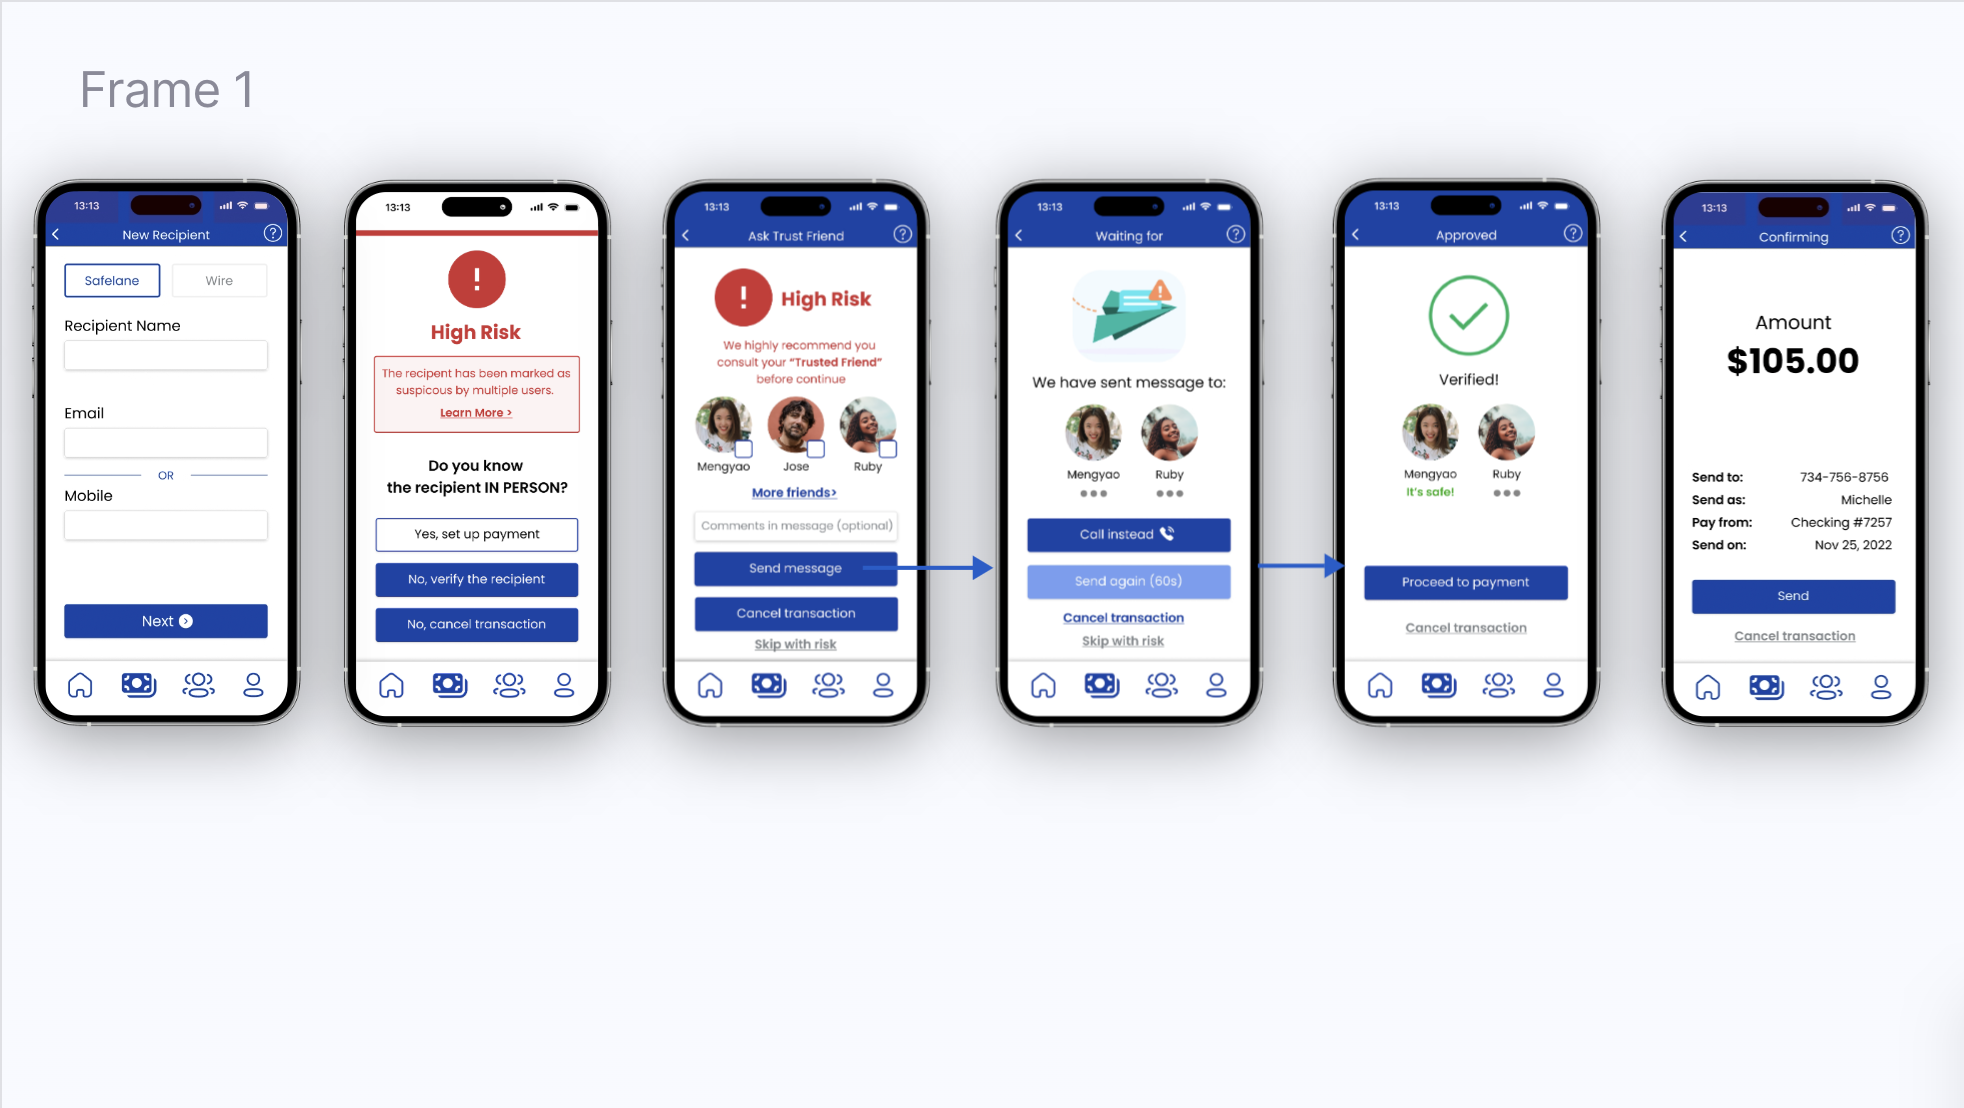 Frame 1
13:13
New Recipient
Safelane
Wire
Recipient Name
Email
OR
Mobile
Next
13:13
High Risk
The recipent has been marked as
suspicous by multiple users.
Learn More >
Do you know
the recipient IN PERSON?
Yes, set up payment
No, verify the recipient
No, cancel transaction
13:13
Ask Trust Friend
High Risk
We highly recommend you
consult your “Trusted Friend”
before continue
Mengyao
Jose
Ruby
More friends>
Comments in message (optional)
Send message
Cancel transaction
Skip with risk
13:13
Waiting for
We have sent message to:
Mengyao
Ruby
Call instead
Send again (60s)
Cancel transaction
Skip with risk
13:13
Approved
Verified!
Mengyao
Ruby
It's safe!
Proceed to payment
Cancel transaction
13:13
Confirming
Amount
$105.00
Send to: 734-756-8756
Send as: Michelle
Pay from: Checking #7257
Send on: Nov 25, 2022
Send
Cancel transaction